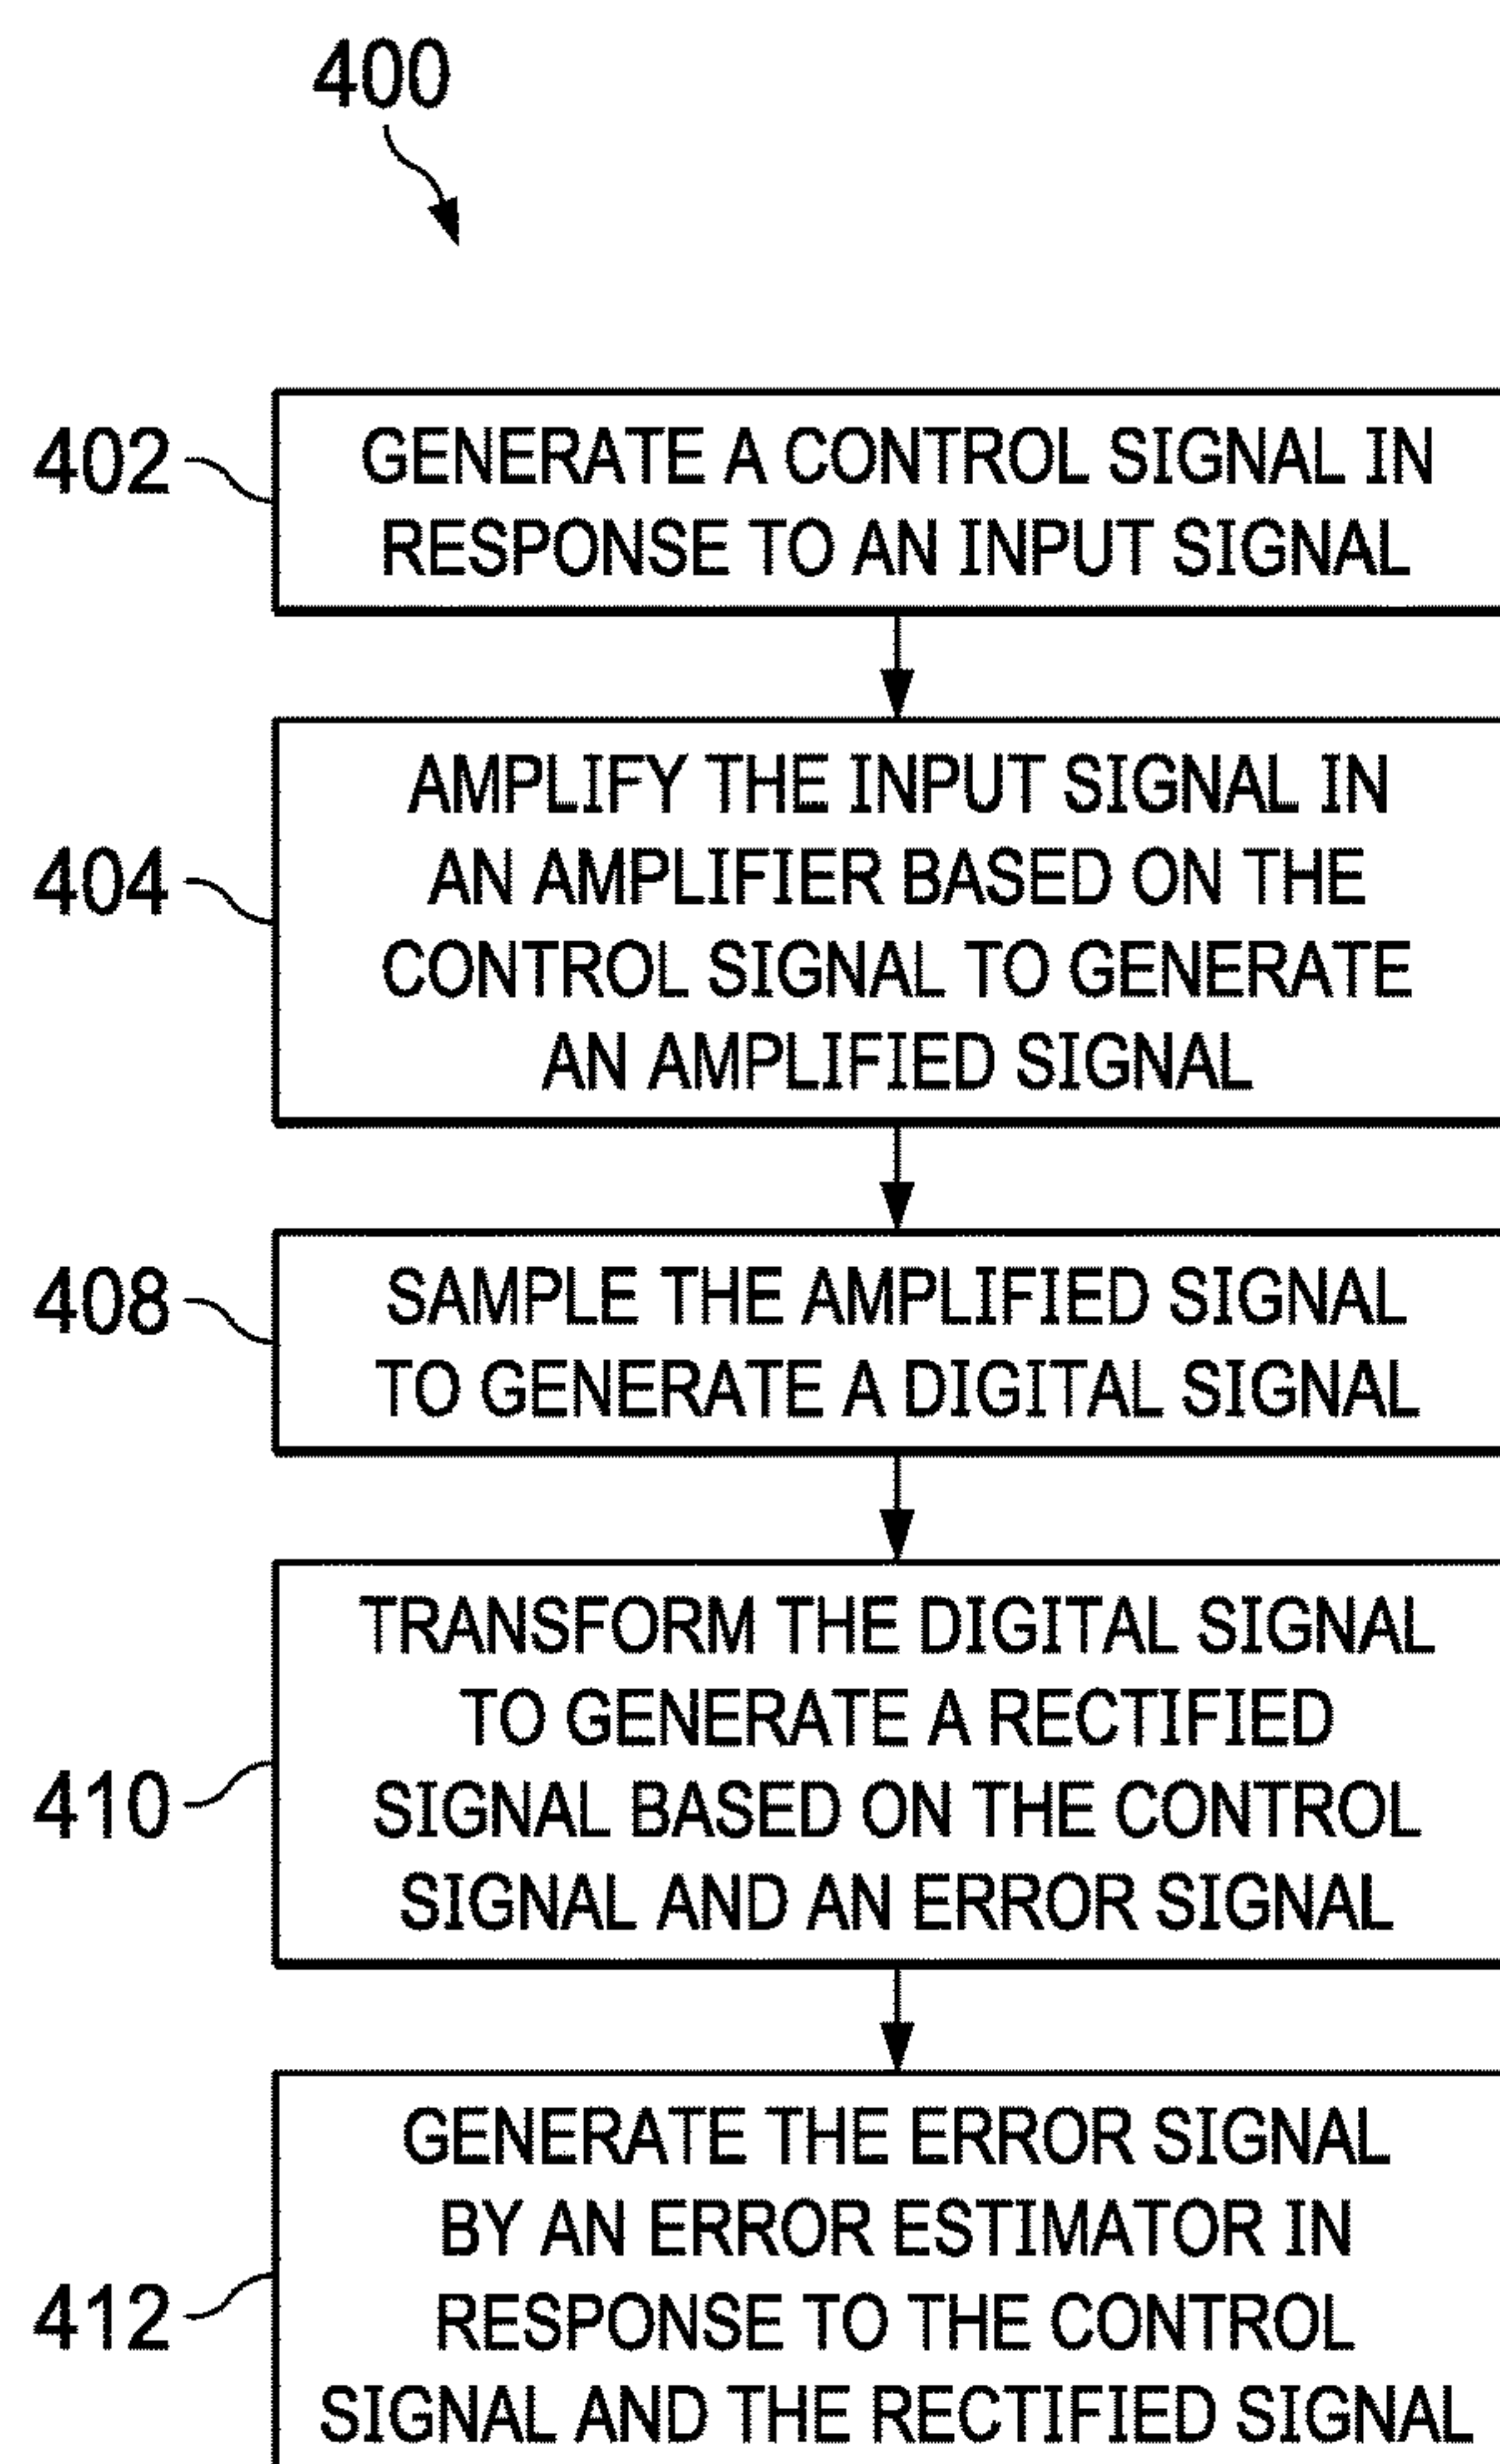 400
402
GENERATE A CONTROL SIGNAL IN
RESPONSE TO AN INPUT SIGNAL
404
AMPLIFY THE INPUT SIGNAL IN
AN AMPLIFIER BASED ON THE
CONTROL SIGNAL TO GENERATE
AN AMPLIFIED SIGNAL
408
SAMPLE THE AMPLIFIED SIGNAL
TO GENERATE A DIGITAL SIGNAL
410
TRANSFORM THE DIGITAL SIGNAL
TO GENERATE A RECTIFIED
SIGNAL BASED ON THE CONTROL
SIGNAL AND AN ERROR SIGNAL
412
GENERATE THE ERROR SIGNAL
BY AN ERROR ESTIMATOR IN
RESPONSE TO THE CONTROL
SIGNAL AND THE RECTIFIED SIGNAL